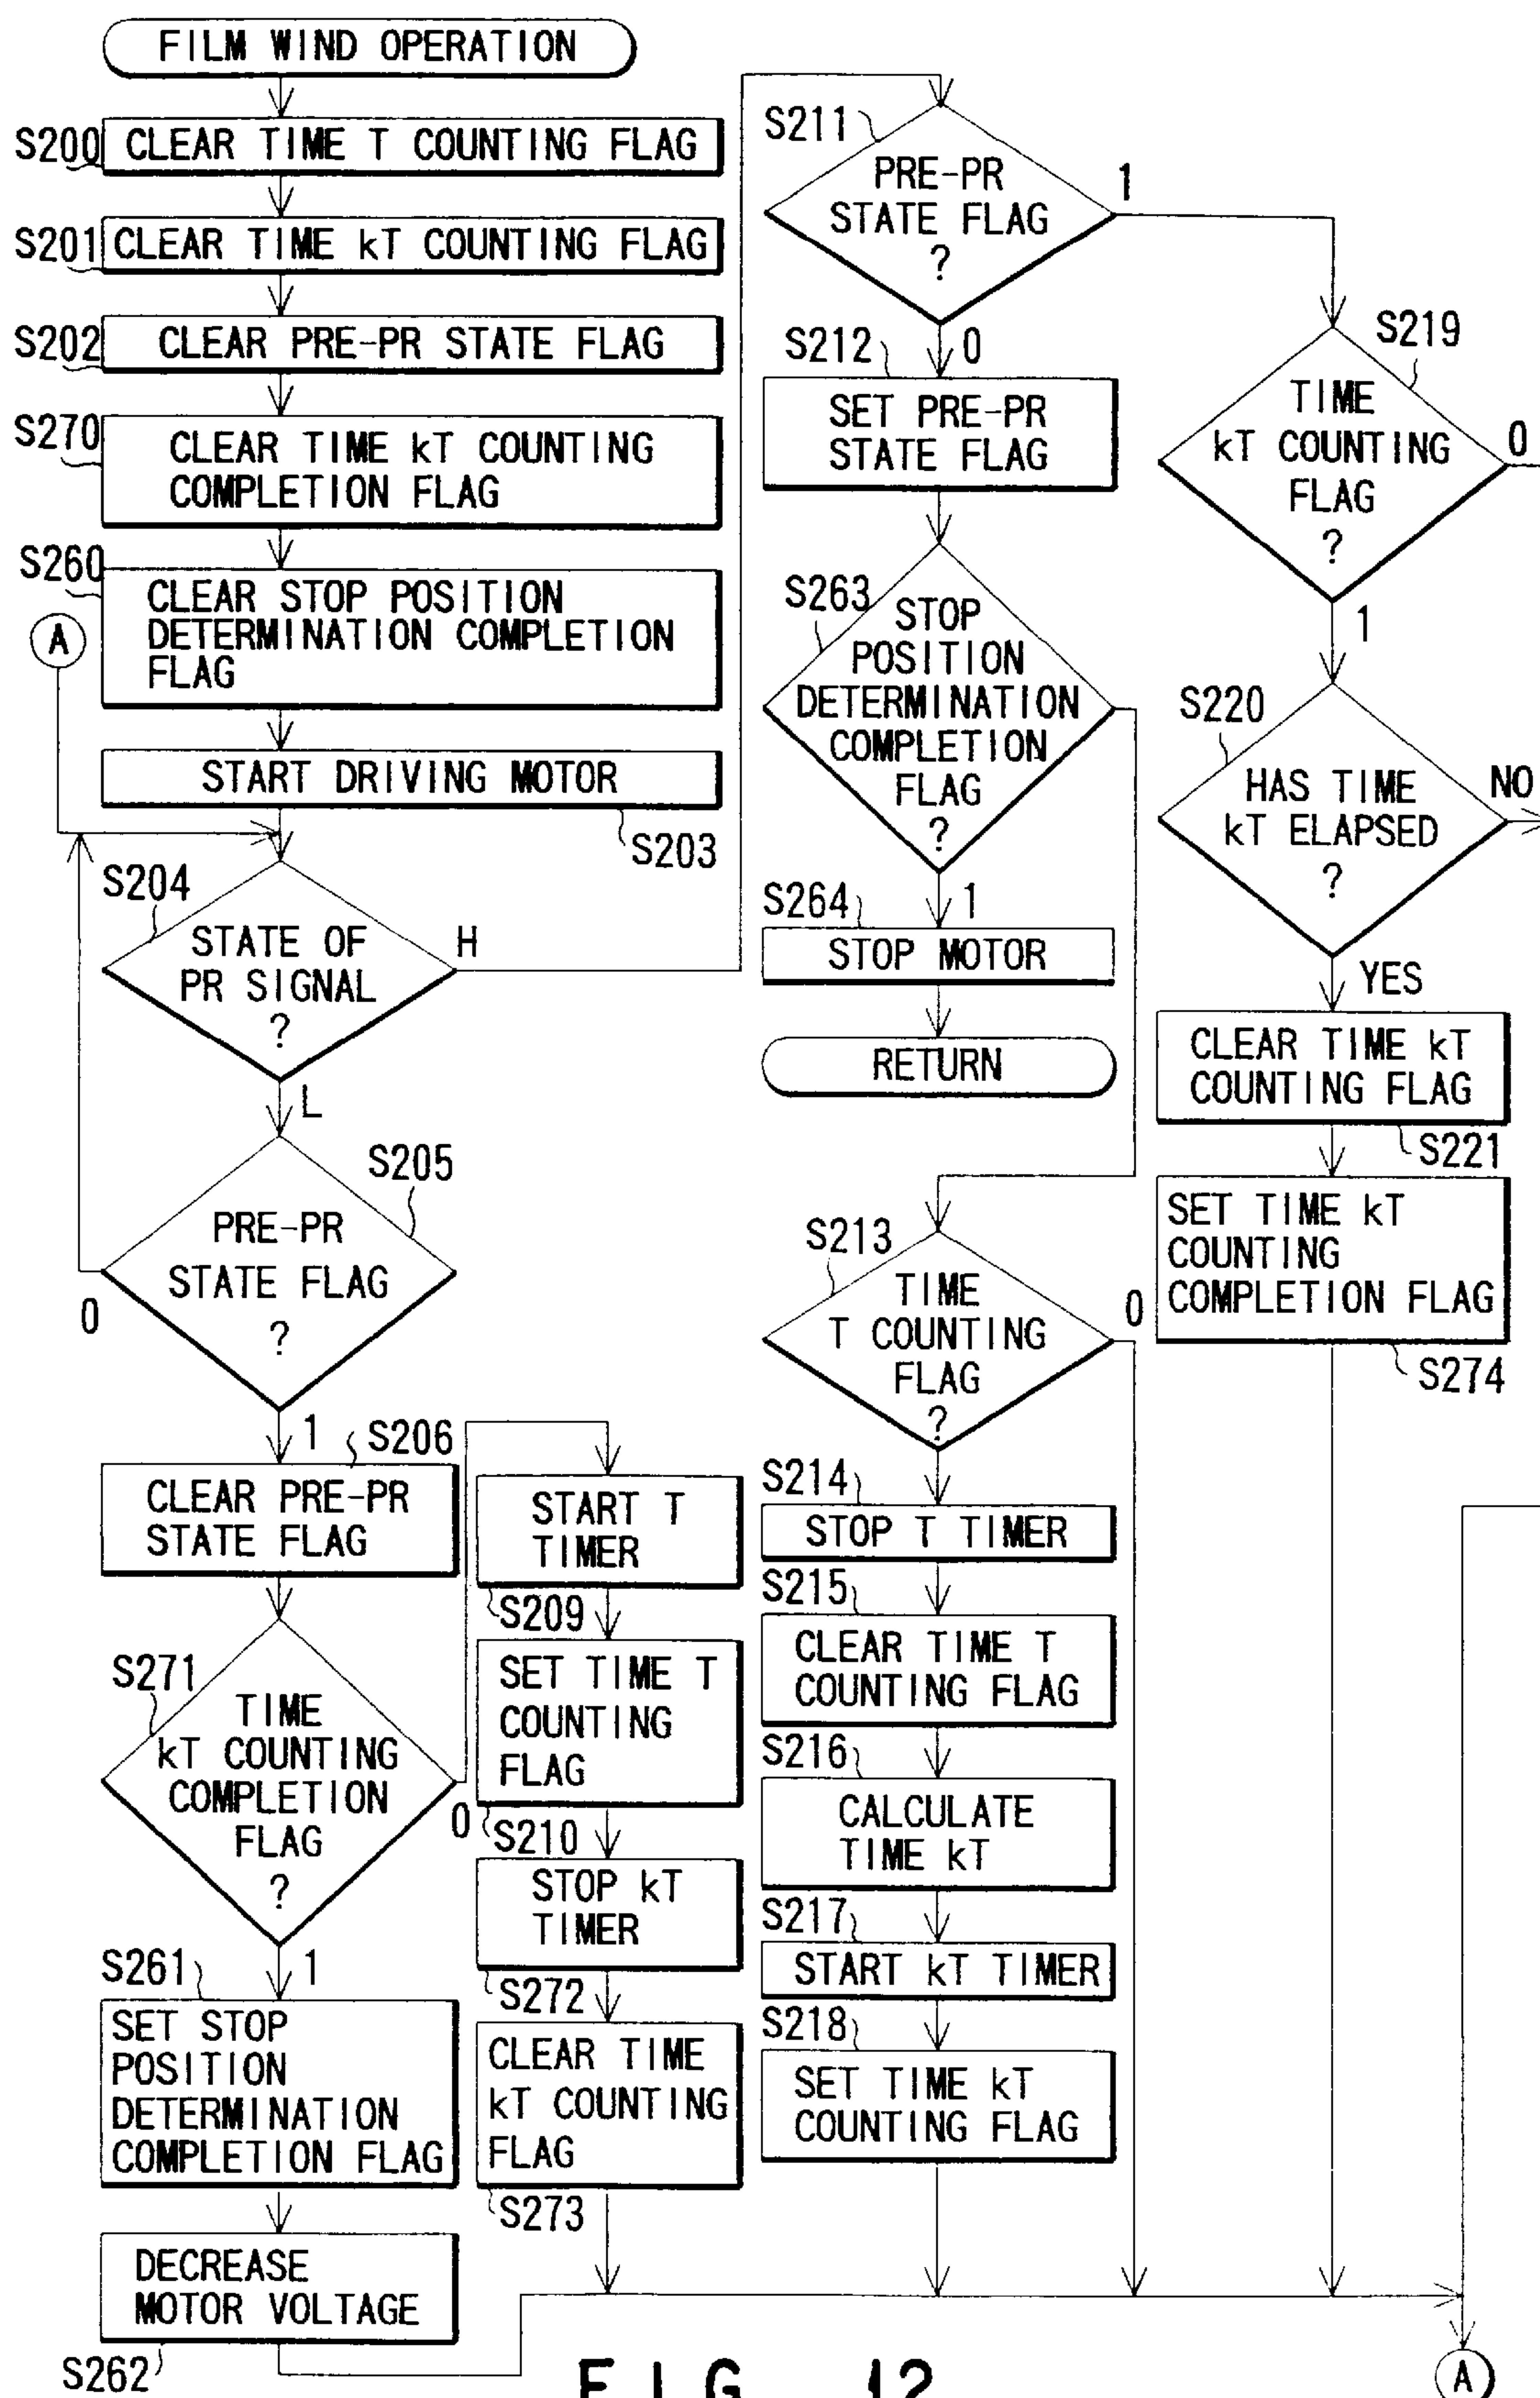 FILM WIND OPERATION
S200
CLEAR TIME T COUNTING FLAG
S201
CLEAR TIME kT COUNTING FLAG
S202
CLEAR PRE-PR STATE FLAG
S270
CLEAR TIME kT COUNTING
COMPLETION FLAG
S260
CLEAR STOP POSITION
DETERMINATION COMPLETION
FLAG
A
START DRIVING MOTOR
S203
S204
STATE OF
PR SIGNAL
?
H
L
S205
PRE-PR
STATE FLAG
?
0
1
S206
CLEAR PRE-PR
STATE FLAG
S271
TIME
kT COUNTING
COMPLETION
FLAG
?
0
1
S261
SET STOP
POSITION
DETERMINATION
COMPLETION FLAG
DECREASE
MOTOR VOLTAGE
S262
START T
TIMER
S209
SET TIME T
COUNTING
FLAG
S210
STOP kT
TIMER
S272
CLEAR TIME
kT COUNTING
FLAG
S273
S211
PRE-PR
STATE FLAG
?
1
0
S212
SET PRE-PR
STATE FLAG
S263
STOP
POSITION
DETERMINATION
COMPLETION
FLAG
?
1
S264
STOP MOTOR
RETURN
S213
TIME
T COUNTING
FLAG
?
0
S214
STOP T TIMER
S215
CLEAR TIME T
COUNTING FLAG
S216
CALCULATE
TIME kT
S217
START kT TIMER
S218
SET TIME kT
COUNTING FLAG
S219
TIME
kT COUNTING
FLAG
?
0
1
S220
HAS TIME
kT ELAPSED
?
NO
YES
CLEAR TIME kT
COUNTING FLAG
S221
SET TIME kT
COUNTING
COMPLETION FLAG
S274
A
FIG. 12